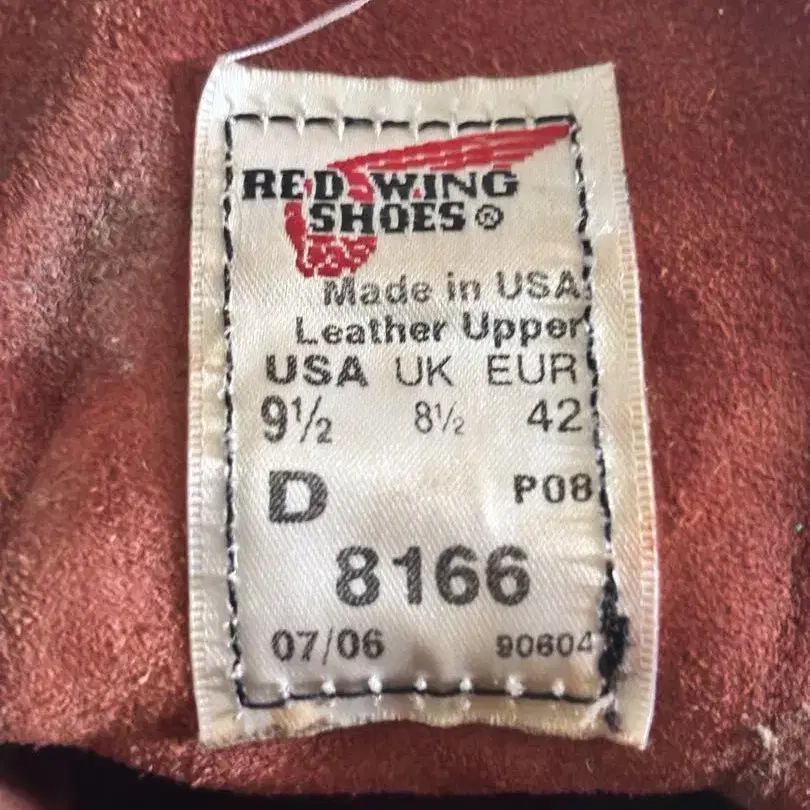 RED WING
SHOES®
Made in USA
Leather Upper
USA UK EUR
9½ 8½ 42
D P08
8166
07/06 90604